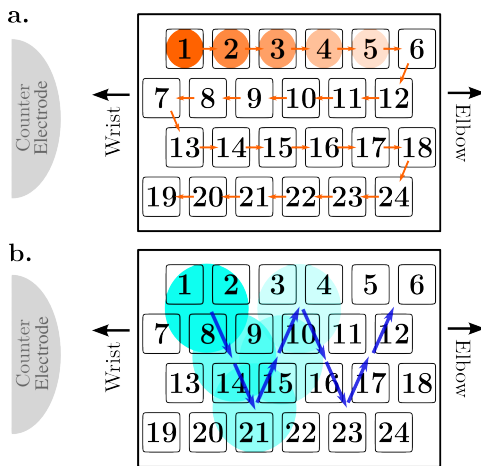 a.
Counter
Electrode
Wrist
1 2 3 4 5 6
7 8 9 10 11 12
13 14 15 16 17 18
19 20 21 22 23 24
Elbow
b.
Counter
Electrode
Wrist
1 2 3 4 5 6
7 8 9 10 11 12
13 14 15 16 17 18
19 20 21 22 23 24
Elbow